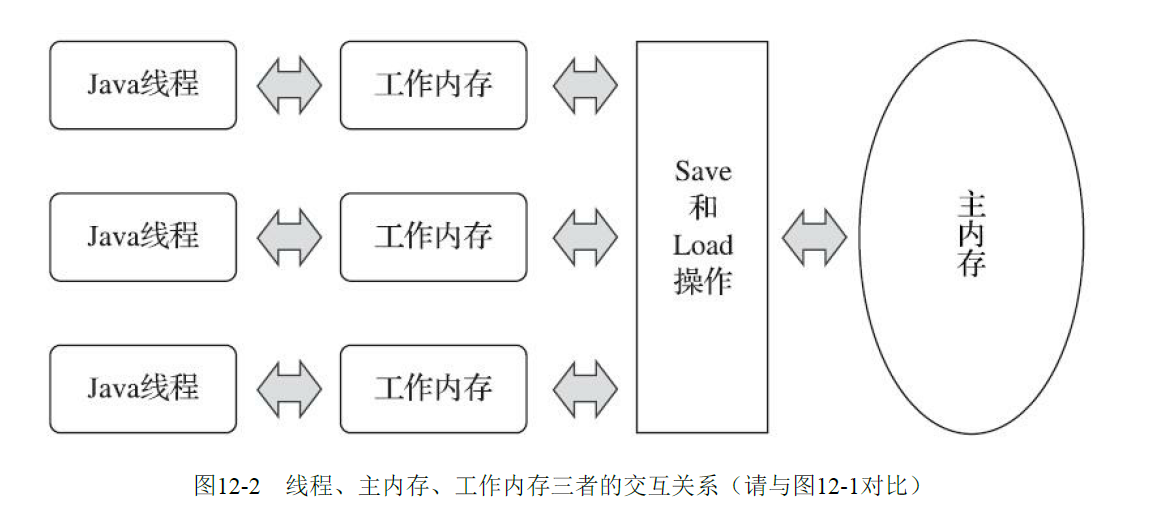 Java线程
工作内存
Java线程
工作内存
Java线程
工作内存
Save
和
Load
操作
主内存
图12-2 线程、主内存、工作内存三者的交互关系（请与图12-1对比）